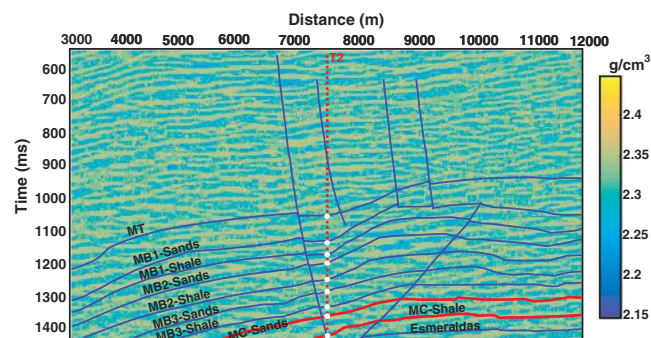 Distance (m)
3000 4000 5000 6000 7000 8000 9000 10000 11000 12000
g/cm³
T2
600
700
800
900
1000
1100
1200
1300
1400
Time (ms)
2.4
2.35
2.3
2.25
2.2
2.15
MT
MB1-Sands
MB1-Shale
MB2-Sands
MB2-Shale
MB3-Sands
MB3-Shale
MC-Sands
MC-Shale
Esmeraldas